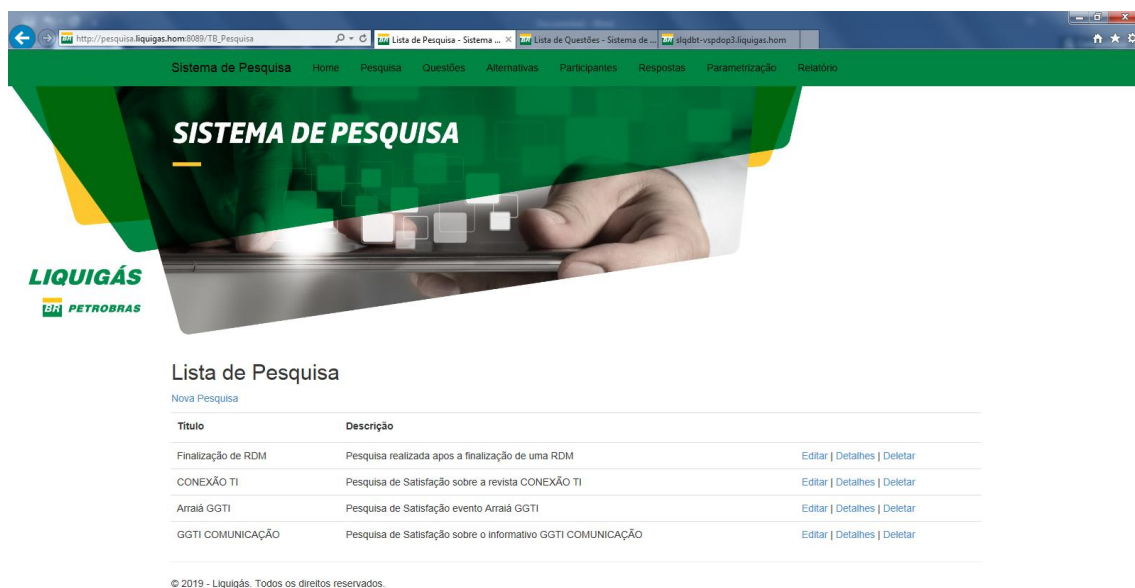 http://pesquisa.liquigas.hom:8089/TB_Pesquisa
Lista de Pesquisa - Sistema ...
Lista de Questões - Sistema de ...
slqdbt-vspdop3.liquigas.hom
Sistema de Pesquisa Home Pesquisa Questões Alternativas Participantes Respostas Parametrização Relatório
SISTEMA DE PESQUISA
LIQUIGÁS
BR PETROBRAS
Lista de Pesquisa
Nova Pesquisa
Título Descrição
Finalização de RDM Pesquisa realizada apos a finalização de uma RDM Editar | Detalhes | Deletar
CONEXÃO TI Pesquisa de Satisfação sobre a revista CONEXÃO TI Editar | Detalhes | Deletar
Arraiá GGTI Pesquisa de Satisfação evento Arraiá GGTI Editar | Detalhes | Deletar
GGTI COMUNICAÇÃO Pesquisa de Satisfação sobre o informativo GGTI COMUNICAÇÃO Editar | Detalhes | Deletar
© 2019 - Liquigás. Todos os direitos reservados.